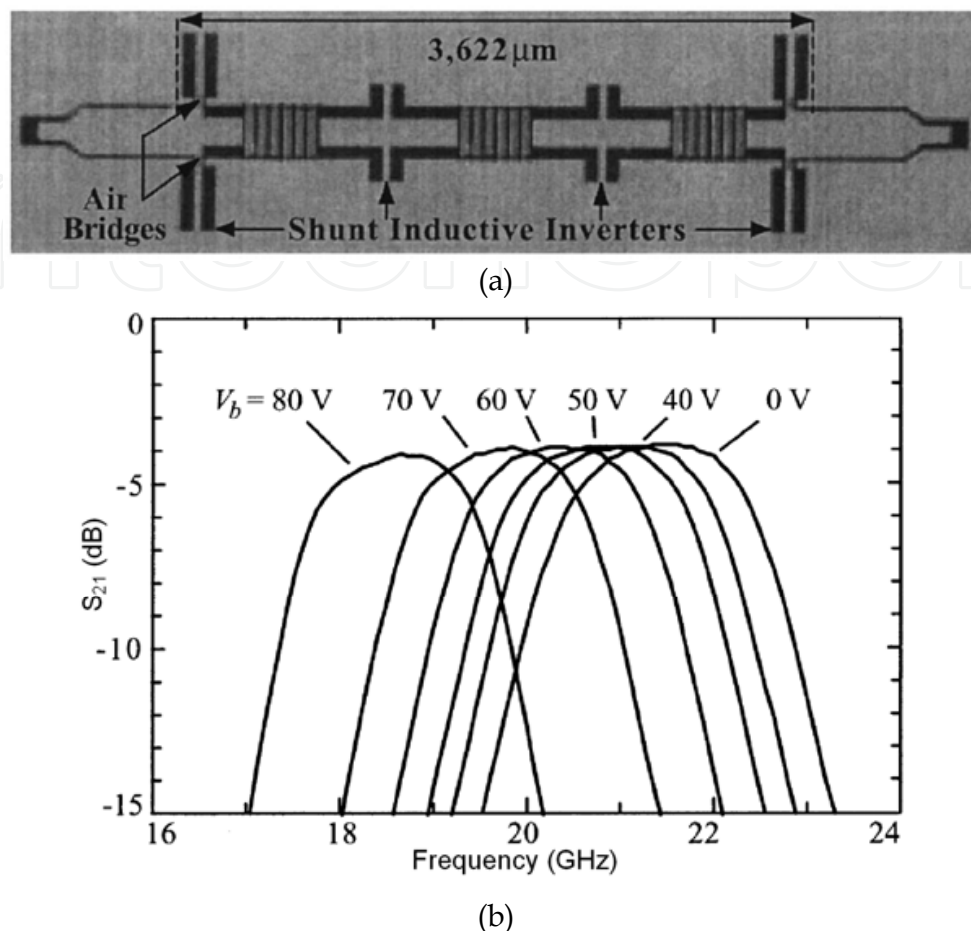 3,622μm
Air
Bridges
Shunt Inductive Inverters
(a)
0
-5
-10
-15
S21 (dB)
Vb = 80 V
70 V
60 V
50 V
40 V
0 V
16
18
20
22
24
Frequency (GHz)
(b)